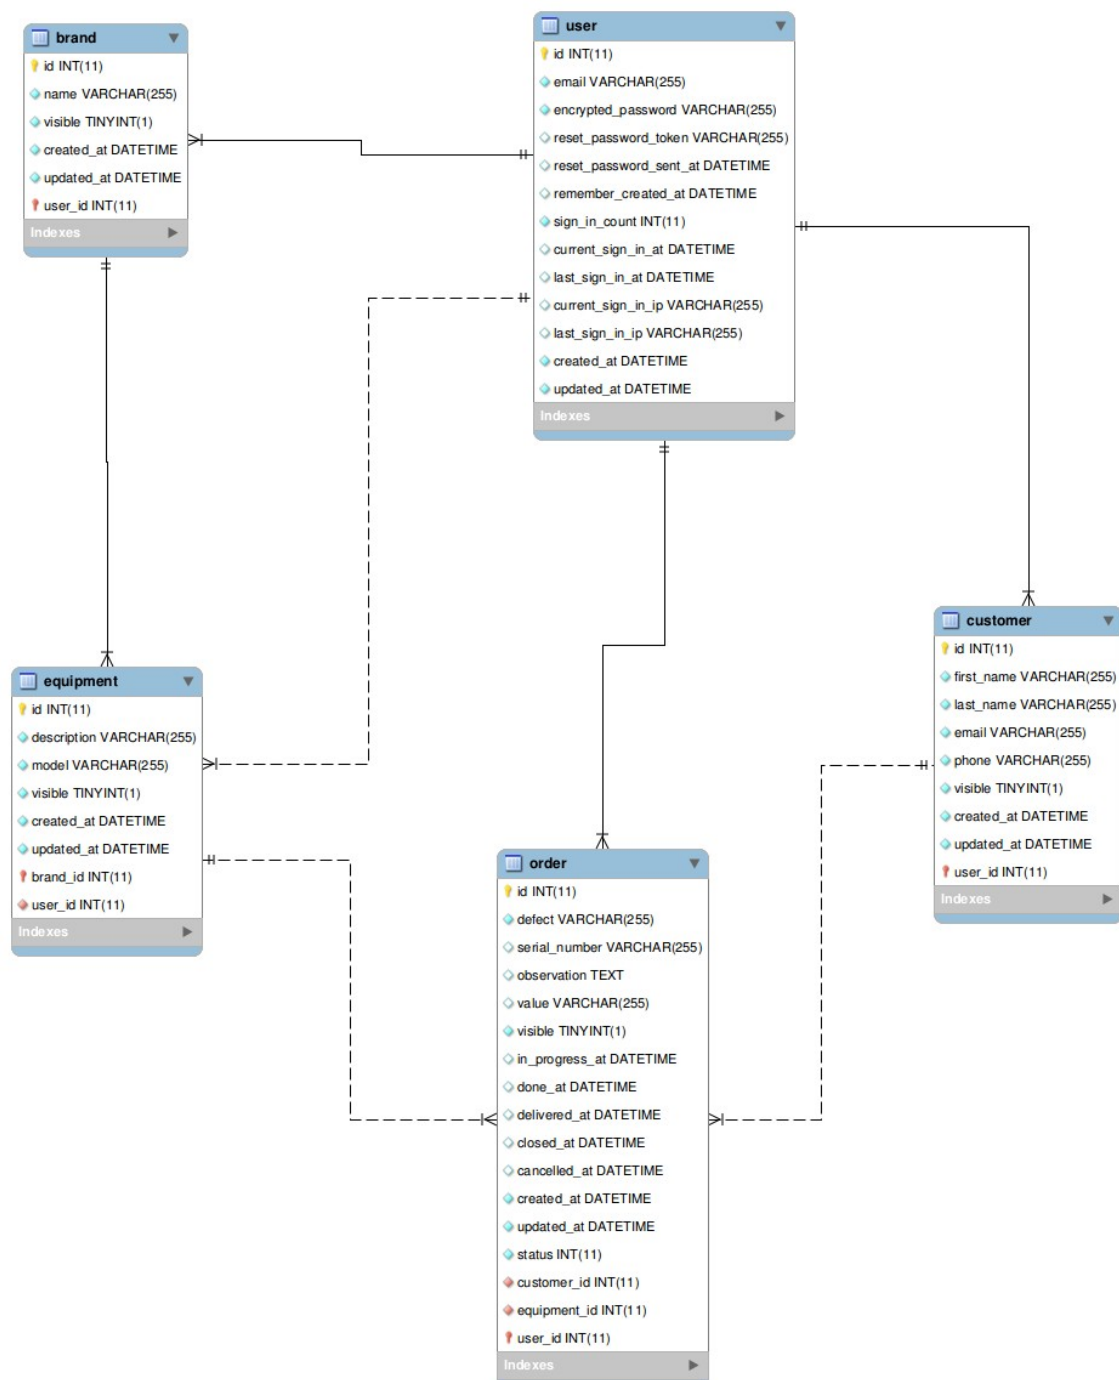 brand
id INT(11)
name VARCHAR(255)
visible TINYINT(1)
created_at DATETIME
updated_at DATETIME
user_id INT(11)
Indexes
user
id INT(11)
email VARCHAR(255)
encrypted_password VARCHAR(255)
reset_password_token VARCHAR(255)
reset_password_sent_at DATETIME
remember_created_at DATETIME
sign_in_count INT(11)
current_sign_in_at DATETIME
last_sign_in_at DATETIME
current_sign_in_ip VARCHAR(255)
last_sign_in_ip VARCHAR(255)
created_at DATETIME
updated_at DATETIME
Indexes
equipment
id INT(11)
description VARCHAR(255)
model VARCHAR(255)
visible TINYINT(1)
created_at DATETIME
updated_at DATETIME
brand_id INT(11)
user_id INT(11)
Indexes
customer
id INT(11)
first_name VARCHAR(255)
last_name VARCHAR(255)
email VARCHAR(255)
phone VARCHAR(255)
visible TINYINT(1)
created_at DATETIME
updated_at DATETIME
user_id INT(11)
Indexes
order
id INT(11)
defect VARCHAR(255)
serial_number VARCHAR(255)
observation TEXT
value VARCHAR(255)
visible TINYINT(1)
in_progress_at DATETIME
done_at DATETIME
delivered_at DATETIME
closed_at DATETIME
cancelled_at DATETIME
created_at DATETIME
updated_at DATETIME
status INT(11)
customer_id INT(11)
equipment_id INT(11)
user_id INT(11)
Indexes